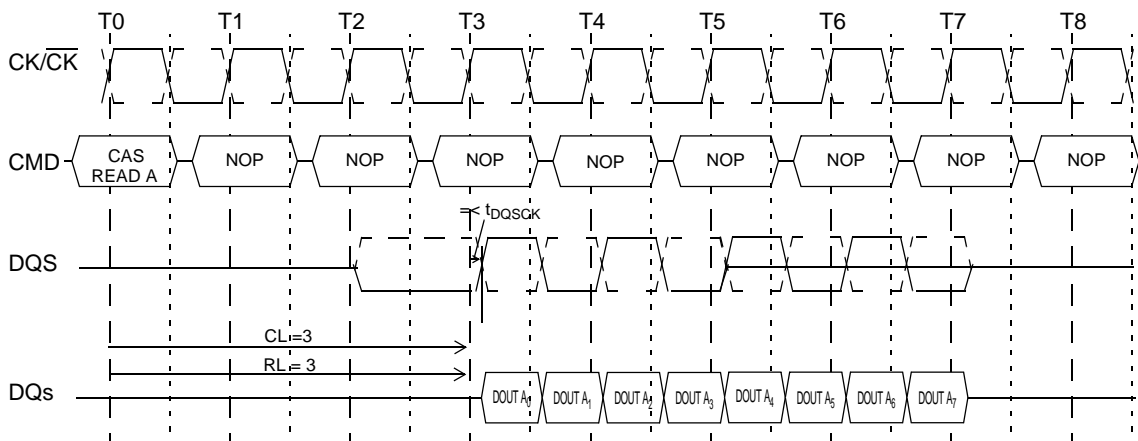 T0 T1 T2 T3 T4 T5 T6 T7 T8
CK/CK
CMD CAS READ A NOP NOP NOP NOP NOP NOP NOP NOP
=< tDQSCK
DQS
CL =3
RL = 3
DQs DOUT A0 DOUT A1 DOUT A2 DOUT A3 DOUT A4 DOUT A5 DOUT A6 DOUT A7